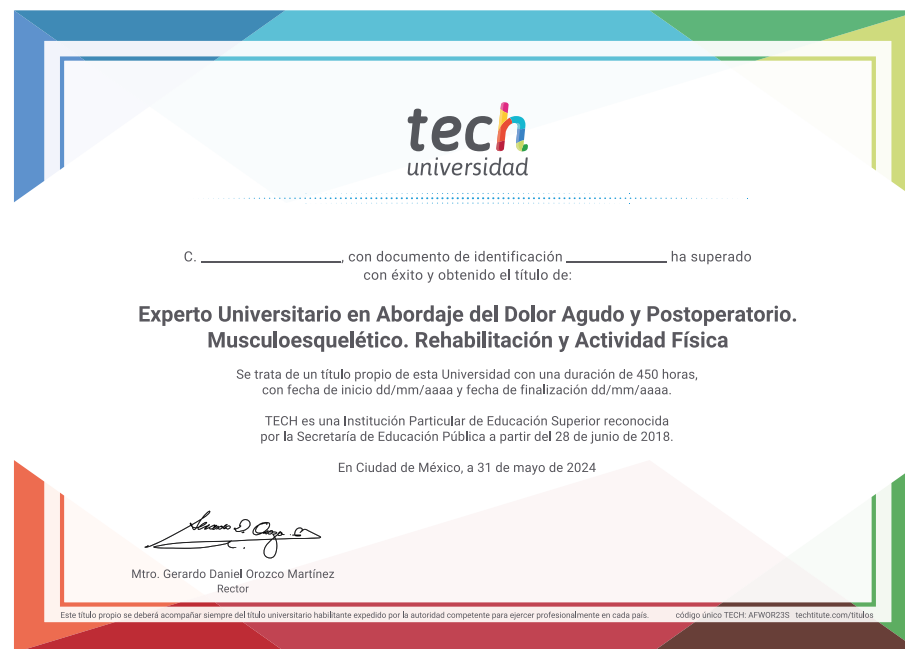 tech
universidad
C. ____________________, con documento de identificación ______________ ha superado
con éxito y obtenido el título de:
Experto Universitario en Abordaje del Dolor Agudo y Postoperatorio.
Musculoesquelético. Rehabilitación y Actividad Física
Se trata de un título propio de esta Universidad con una duración de 450 horas,
con fecha de inicio dd/mm/aaaa y fecha de finalización dd/mm/aaaa.
TECH es una Institución Particular de Educación Superior reconocida
por la Secretaría de Educación Pública a partir del 28 de junio de 2018.
En Ciudad de México, a 31 de mayo de 2024
Mtro. Gerardo Daniel Orozco Martínez
Rector
Este título propio se deberá acompañar siempre del título universitario habilitante expedido por la autoridad competente para ejercer profesionalmente en cada país. código único TECH: AFWOR23S techtitute.com/titulos